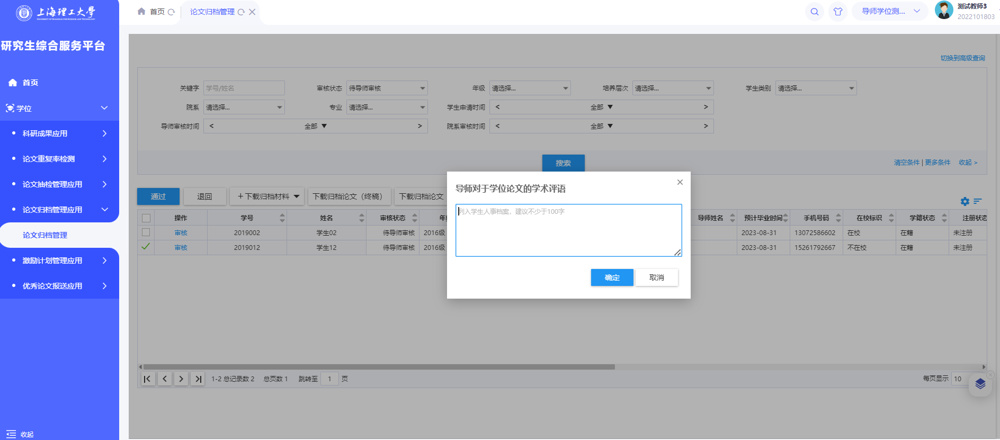 上海理工大学
UNIVERSITY OF SHANGHAI FOR SCIENCE AND TECHNOLOGY
研究生综合服务平台
首页
学位
科研成果应用
论文重复率检测
论文抽检管理应用
论文归档管理应用
论文归档管理
激励计划管理应用
优秀论文报送应用
收起
首页 论文归档管理
导师学位测... 测试教师3
2022101803
切换到高级查询
关键字 学号/姓名 审核状态 待导师审核 年级 请选择... 培养层次 请选择... 学生类别 请选择...
院系 请选择... 专业 请选择... 学生申请时间 < 全部 ▼ >
导师审核时间 < 全部 ▼ > 院系审核时间 < 全部 ▼ >
搜索 清空条件 | 更多条件 收起 >
通过 退回 +下载归档材料 下载归档论文（终稿） 下载归档论文
操作 学号 姓名 审核状态 导师姓名 预计毕业时间 手机号码 在校标识 学籍状态 注册状态
审核 2019002 学生02 待导师审核 2016级 2023-08-31 13072586602 在校 在籍 未注册
审核 2019012 学生12 待导师审核 2016级 2023-08-31 15261792667 不在校 在籍 未注册
导师对于学位论文的学术评语
列入学生人事档案，建议不少于100字
确定 取消
1-2 总记录数 2 总页数 1 跳转至 1 页 每页显示 10